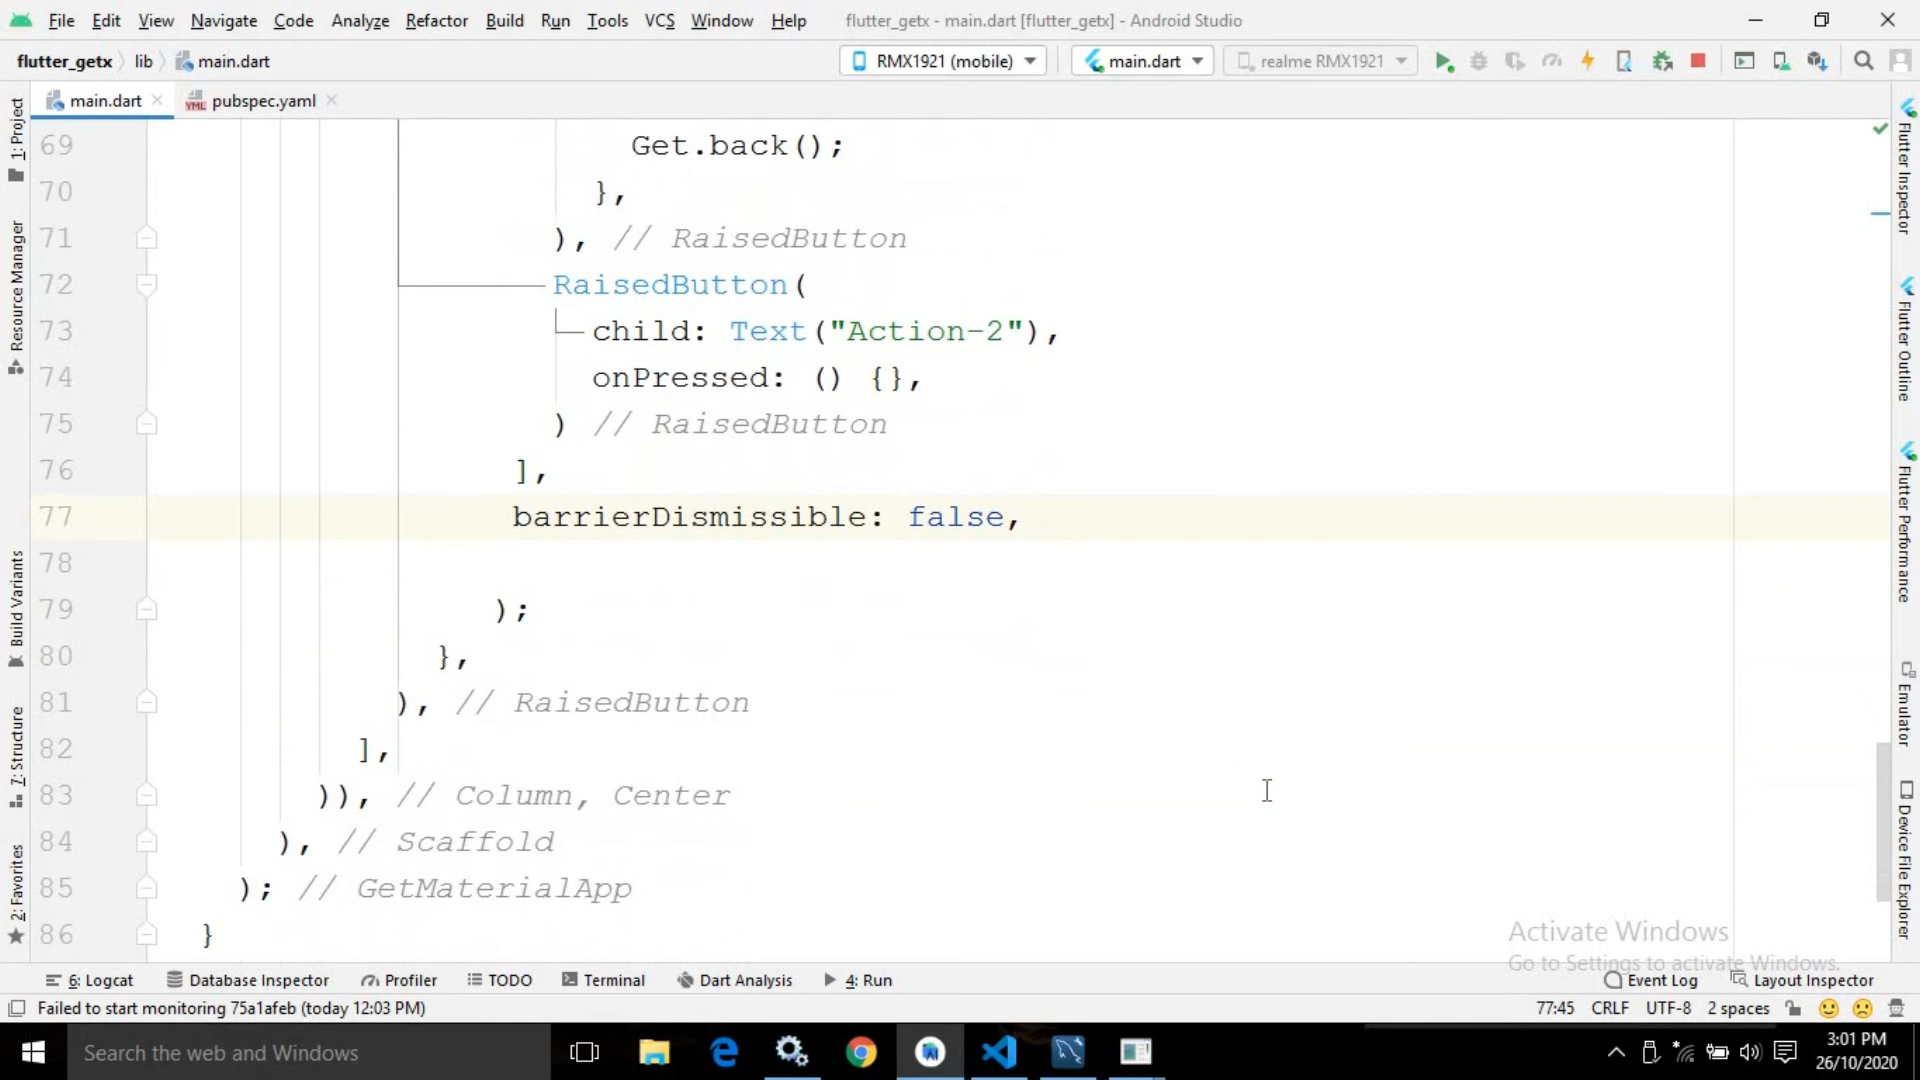 File Edit View Navigate Code Analyze Refactor Build Run Tools VCS Window Help flutter_getx - main.dart [flutter_getx] - Android Studio
flutter_getx lib main.dart RMX1921 (mobile) main.dart realme RMX1921
main.dart YML pubspec.yaml
1: Project
Resource Manager
Build Variants
7: Structure
2: Favorites
69 Get.back();
70 },
71 ), // RaisedButton
72 RaisedButton(
73 child: Text("Action-2"),
74 onPressed: () {},
75 ) // RaisedButton
76 ],
77 barrierDismissible: false,
78
79 );
80 },
81 ), // RaisedButton
82 ],
83 )), // Column, Center
84 ), // Scaffold
85 ); // GetMaterialApp
86 }
Flutter Inspector
Flutter Outline
Flutter Performance
Emulator
Device File Explorer
Activate Windows
Go to Settings to activate Windows.
6: Logcat Database Inspector Profiler TODO Terminal Dart Analysis 4: Run Event Log Layout Inspector
Failed to start monitoring 75a1afeb (today 12:03 PM) 77:45 CRLF UTF-8 2 spaces
Search the web and Windows
3:01 PM
26/10/2020